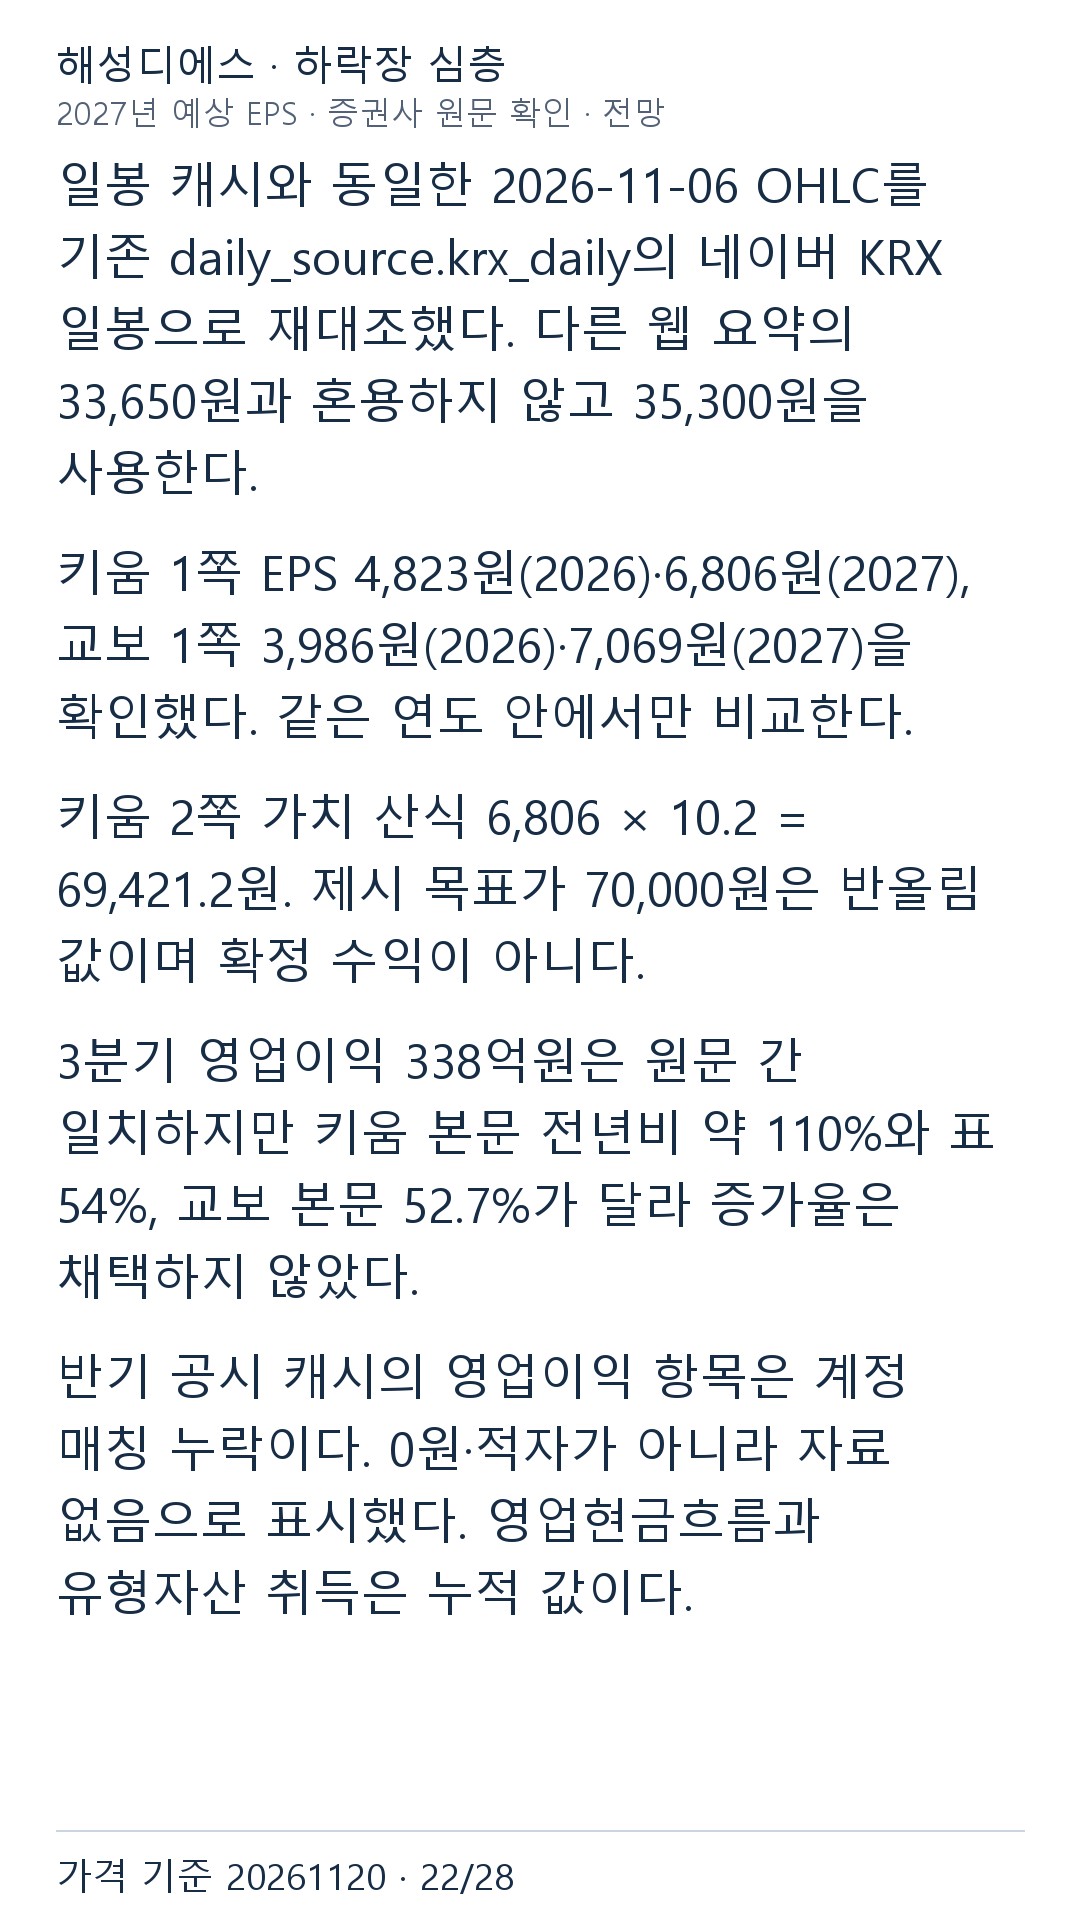 해성디에스 · 하락장 심층
2027년 예상 EPS · 증권사 원문 확인 · 전망
일봉 캐시와 동일한 2026-11-06 OHLC를
기존 daily_source.krx_daily의 네이버 KRX
일봉으로 재대조했다. 다른 웹 요약의
33,650원과 혼용하지 않고 35,300원을
사용한다.
키움 1쪽 EPS 4,823원(2026)·6,806원(2027),
교보 1쪽 3,986원(2026)·7,069원(2027)을
확인했다. 같은 연도 안에서만 비교한다.
키움 2쪽 가치 산식 6,806 × 10.2 =
69,421.2원. 제시 목표가 70,000원은 반올림
값이며 확정 수익이 아니다.
3분기 영업이익 338억원은 원문 간
일치하지만 키움 본문 전년비 약 110%와 표
54%, 교보 본문 52.7%가 달라 증가율은
채택하지 않았다.
반기 공시 캐시의 영업이익 항목은 계정
매칭 누락이다. 0원·적자가 아니라 자료
없음으로 표시했다. 영업현금흐름과
유형자산 취득은 누적 값이다.
가격 기준 20261120 · 22/28